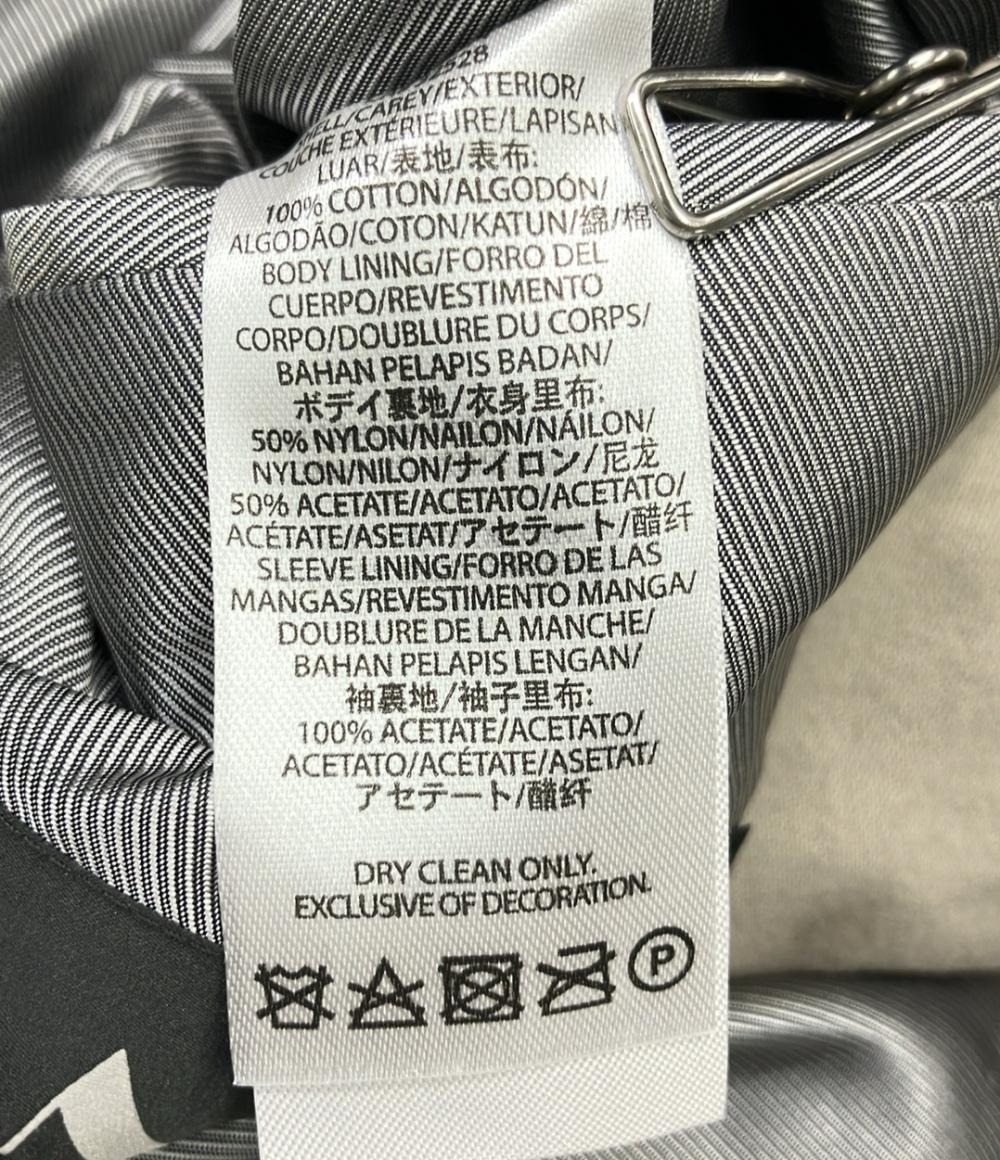 CAREY/EXTERIOR/
COUCHE EXTÉRIEURE/LAPISAN
LUAR/表地/表布:
100% COTTON/ALGODÓN/
ALGODÃO/COTON/KATUN/綿/棉
BODY LINING/FORRO DEL
CUERPO/REVESTIMENTO
CORPO/DOUBLURE DU CORPS/
BAHAN PELAPIS BADAN/
ボディ裏地/衣身里布:
50% NYLON/NAILON/NÁILON/
NYLON/NILON/ナイロン/尼龙
50% ACETATE/ACETATO/ACETATO/
ACÉTATE/ASETAT/アセテート/醋纤
SLEEVE LINING/FORRO DE LAS
MANGAS/REVESTIMENTO MANGA/
DOUBLURE DE LA MANCHE/
BAHAN PELAPIS LENGAN/
袖裏地/袖子里布:
100% ACETATE/ACETATO/
ACETATO/ACÉTATE/ASETAT/
アセテート/醋纤
DRY CLEAN ONLY.
EXCLUSIVE OF DECORATION.
P